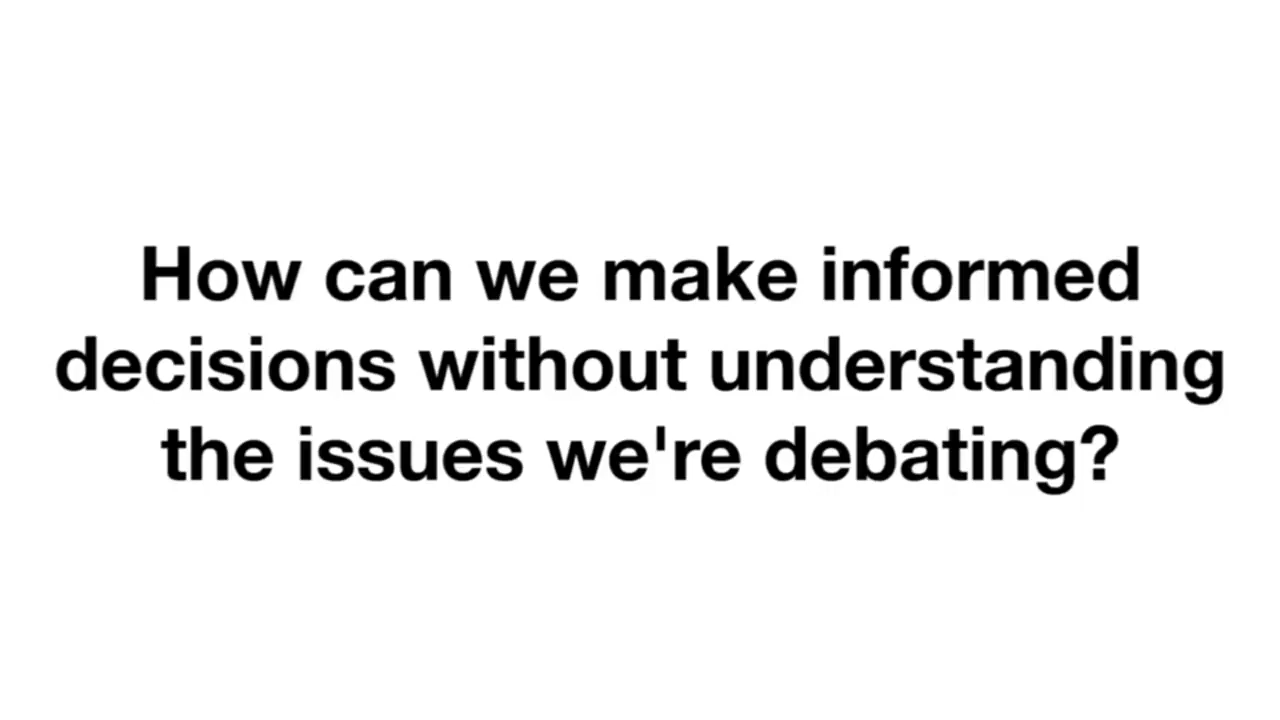 How can we make informed
decisions without understanding
the issues we're debating?